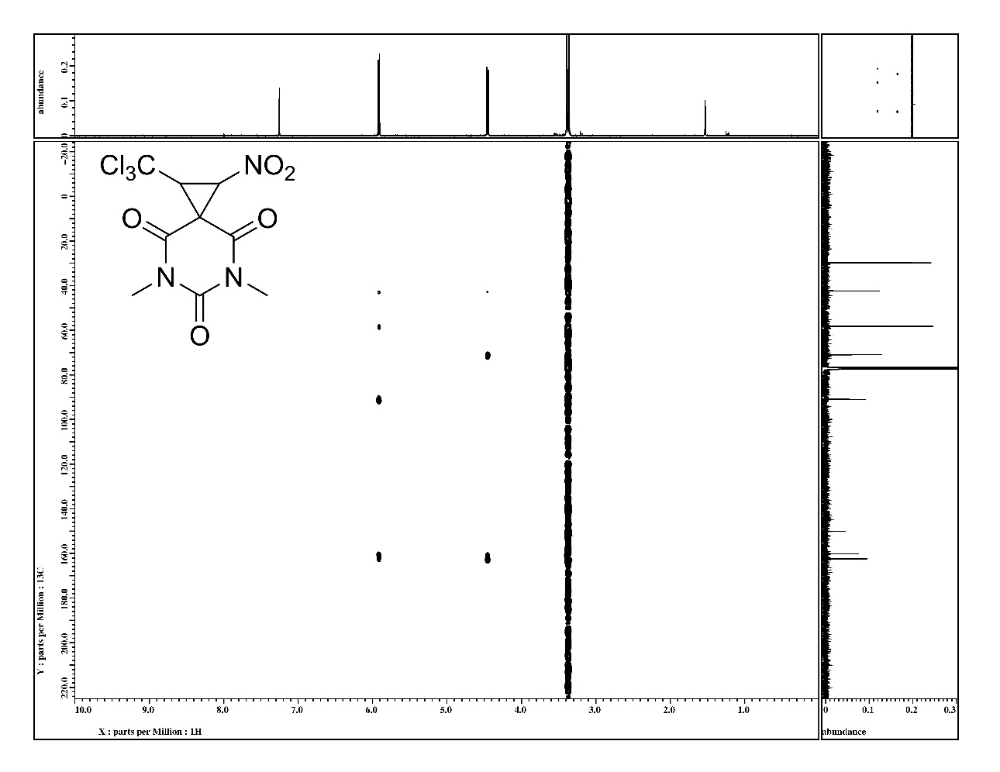 abundance
0 0.1 0.2
Cl3C NO2
O O
N N
O
-20.0 0 20.0 40.0 60.0 80.0 100.0 120.0 140.0 160.0 180.0 200.0 220.0
Y : parts per Million : 13C
10.0 9.0 8.0 7.0 6.0 5.0 4.0 3.0 2.0 1.0
X : parts per Million : 1H
0 0.1 0.2 0.3
abundance